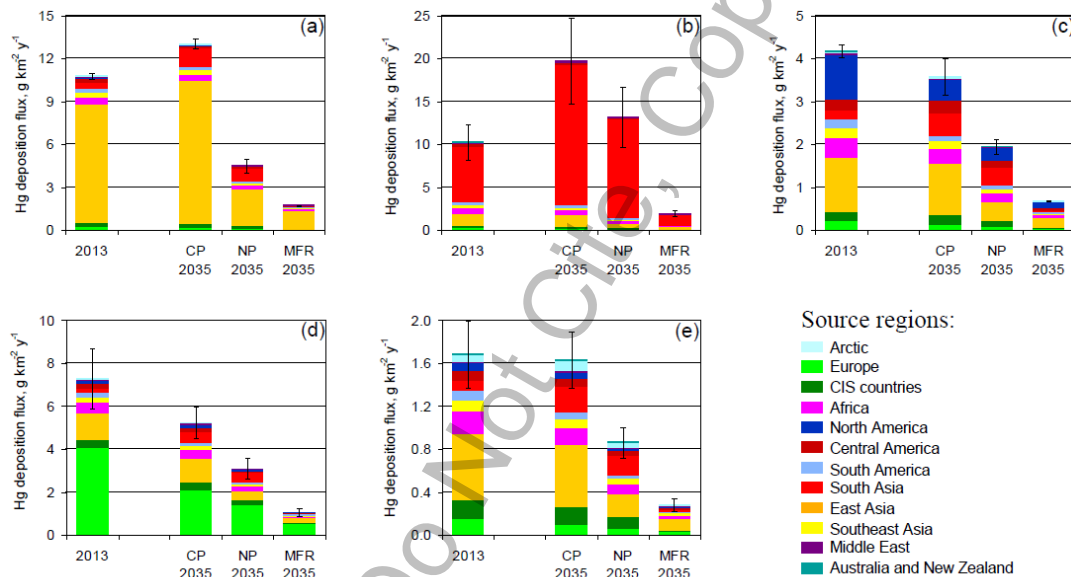 (a)
Hg deposition flux, g km⁻² y⁻¹
15
12
9
6
3
0
2013
CP
2035
NP
2035
MFR
2035
(b)
Hg deposition flux, g km⁻² y⁻¹
25
20
15
10
5
0
2013
CP
2035
NP
2035
MFR
2035
(c)
Hg deposition flux, g km⁻² y⁻¹
5
4
3
2
1
0
2013
CP
2035
NP
2035
MFR
2035
(d)
Hg deposition flux, g km⁻² y⁻¹
10
8
6
4
2
0
2013
CP
2035
NP
2035
MFR
2035
(e)
Hg deposition flux, g km⁻² y⁻¹
2.0
1.6
1.2
0.8
0.4
0.0
2013
CP
2035
NP
2035
MFR
2035
Source regions:
Arctic
Europe
CIS countries
Africa
North America
Central America
South America
South Asia
East Asia
Southeast Asia
Middle East
Australia and New Zealand
Do Not Cite, Cop